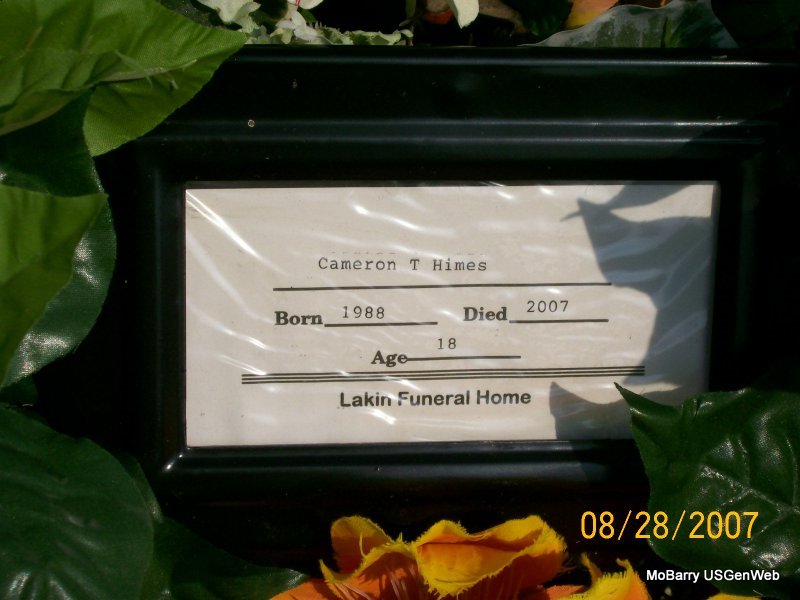 Cameron T Himes
Born 1988 Died 2007
Age 18
Lakin Funeral Home
08/28/2007
MoBarry USGenWeb